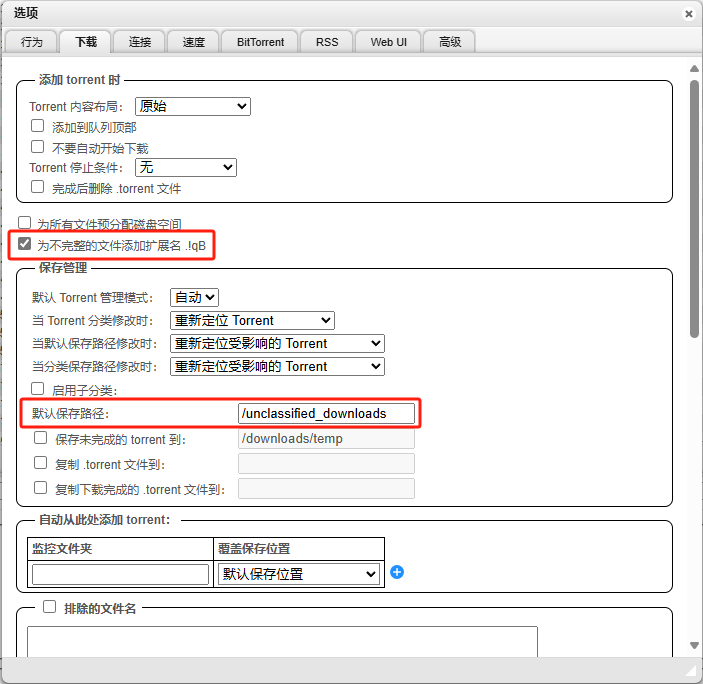 选项
行为 下载 连接 速度 BitTorrent RSS Web UI 高级
添加 torrent 时
Torrent 内容布局： 原始
添加到队列顶部
不要自动开始下载
Torrent 停止条件： 无
完成后删除 .torrent 文件
为所有文件预分配磁盘空间
为不完整的文件添加扩展名 .!qB
保存管理
默认 Torrent 管理模式： 自动
当 Torrent 分类修改时： 重新定位 Torrent
当默认保存路径修改时： 重新定位受影响的 Torrent
当分类保存路径修改时： 重新定位受影响的 Torrent
启用子分类：
默认保存路径： /unclassified_downloads
保存未完成的 torrent 到： /downloads/temp
复制 .torrent 文件到：
复制下载完成的 .torrent 文件到：
自动从此处添加 torrent：
监控文件夹 覆盖保存位置
默认保存位置
排除的文件名